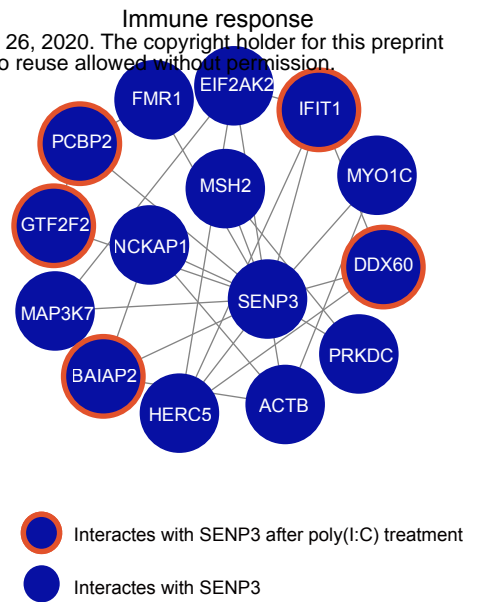 Immune response
26, 2020. The copyright holder for this preprint
o reuse allowed without permission.
EIF2AK2
FMR1
IFIT1
PCBP2
MYO1C
MSH2
GTF2F2
NCKAP1
DDX60
SENP3
MAP3K7
PRKDC
BAIAP2
HERC5
ACTB
Interactes with SENP3 after poly(I:C) treatment
Interactes with SENP3